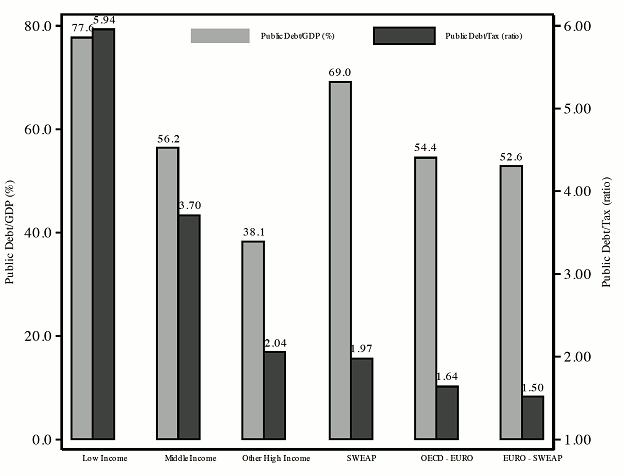 80.0
60.0
40.0
20.0
0.0
Public Debt/GDP (%)
Public Debt/GDP (%)
Public Debt/Tax (ratio)
77.6
5.94
56.2
3.70
38.1
2.04
69.0
1.97
54.4
1.64
52.6
1.50
6.00
5.00
4.00
3.00
2.00
1.00
Public Debt/Tax (ratio)
Low Income
Middle Income
Other High Income
SWEAP
OECD - EURO
EURO - SWEAP